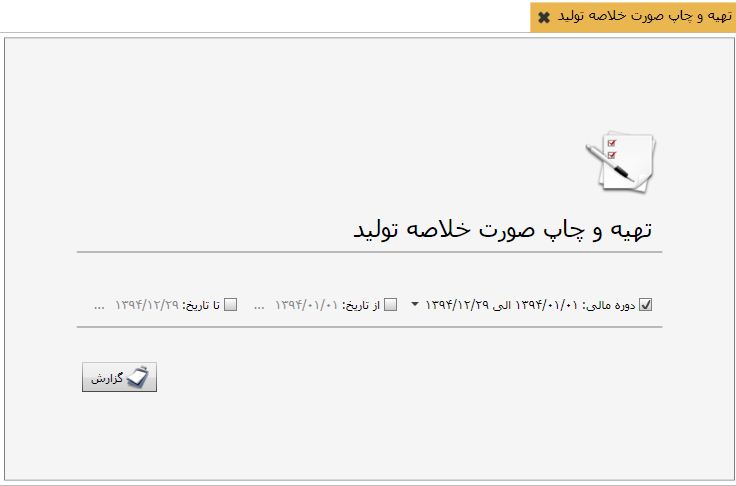 تهیه و چاپ صورت خلاصه تولید
تهیه و چاپ صورت خلاصه تولید
دوره مالی: ۱۳۹۴/۰۱/۰۱ الی ۱۳۹۴/۱۲/۲۹ از تاریخ: ۱۳۹۴/۰۱/۰۱ ... تا تاریخ: ۱۳۹۴/۱۲/۲۹ ...
گزارش